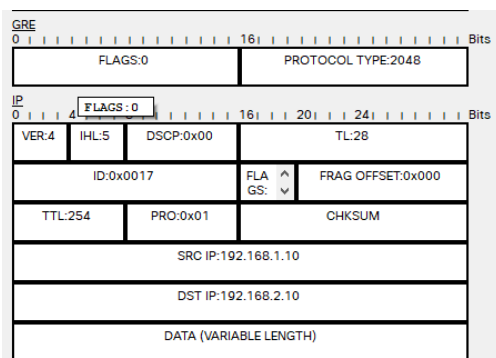 GRE
0 16 Bits
FLAGS:0 PROTOCOL TYPE:2048
IP
0 4 16 20 24 Bits
FLAGS:0
VER:4 IHL:5 DSCP:0x00 TL:28
ID:0x0017 FLA GS: FRAG OFFSET:0x000
TTL:254 PRO:0x01 CHKSUM
SRC IP:192.168.1.10
DST IP:192.168.2.10
DATA (VARIABLE LENGTH)